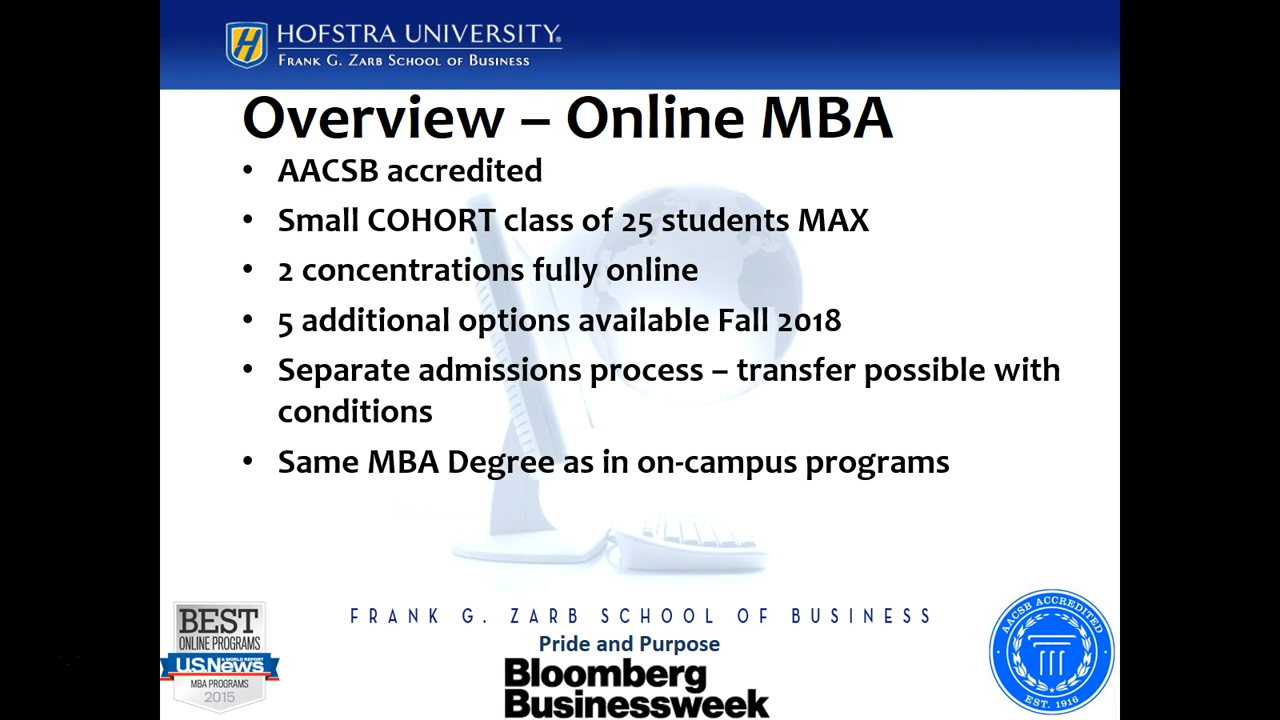 HOFSTRA UNIVERSITY®
FRANK G. ZARB SCHOOL OF BUSINESS
Overview – Online MBA
• AACSB accredited
• Small COHORT class of 25 students MAX
• 2 concentrations fully online
• 5 additional options available Fall 2018
• Separate admissions process – transfer possible with
conditions
• Same MBA Degree as in on-campus programs
FRANK G. ZARB SCHOOL OF BUSINESS
Pride and Purpose
Bloomberg
Businessweek
BEST
ONLINE PROGRAMS
U.S.News
& WORLD REPORT
MBA PROGRAMS
2015
AACSB ACCREDITED
EST. 1916